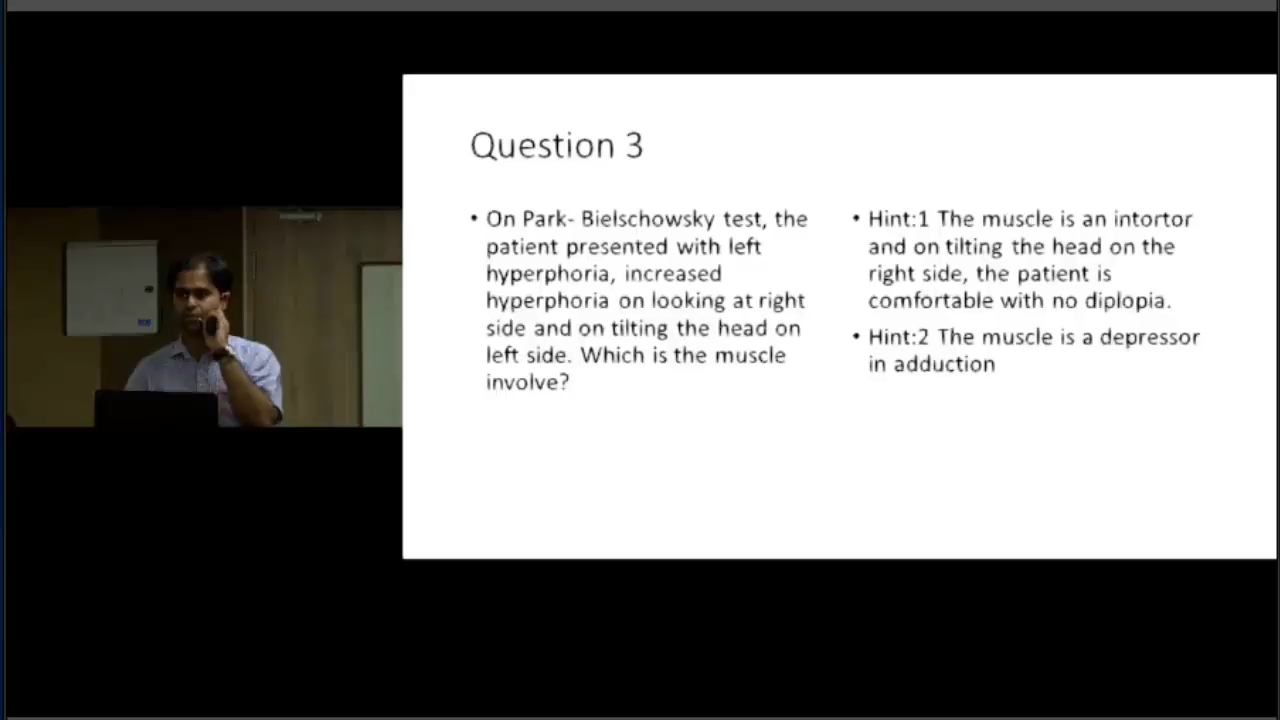 Question 3
• On Park- Bielschowsky test, the
patient presented with left
hyperphoria, increased
hyperphoria on looking at right
side and on tilting the head on
left side. Which is the muscle
involve?
• Hint:1 The muscle is an intortor
and on tilting the head on the
right side, the patient is
comfortable with no diplopia.
• Hint:2 The muscle is a depressor
in adduction